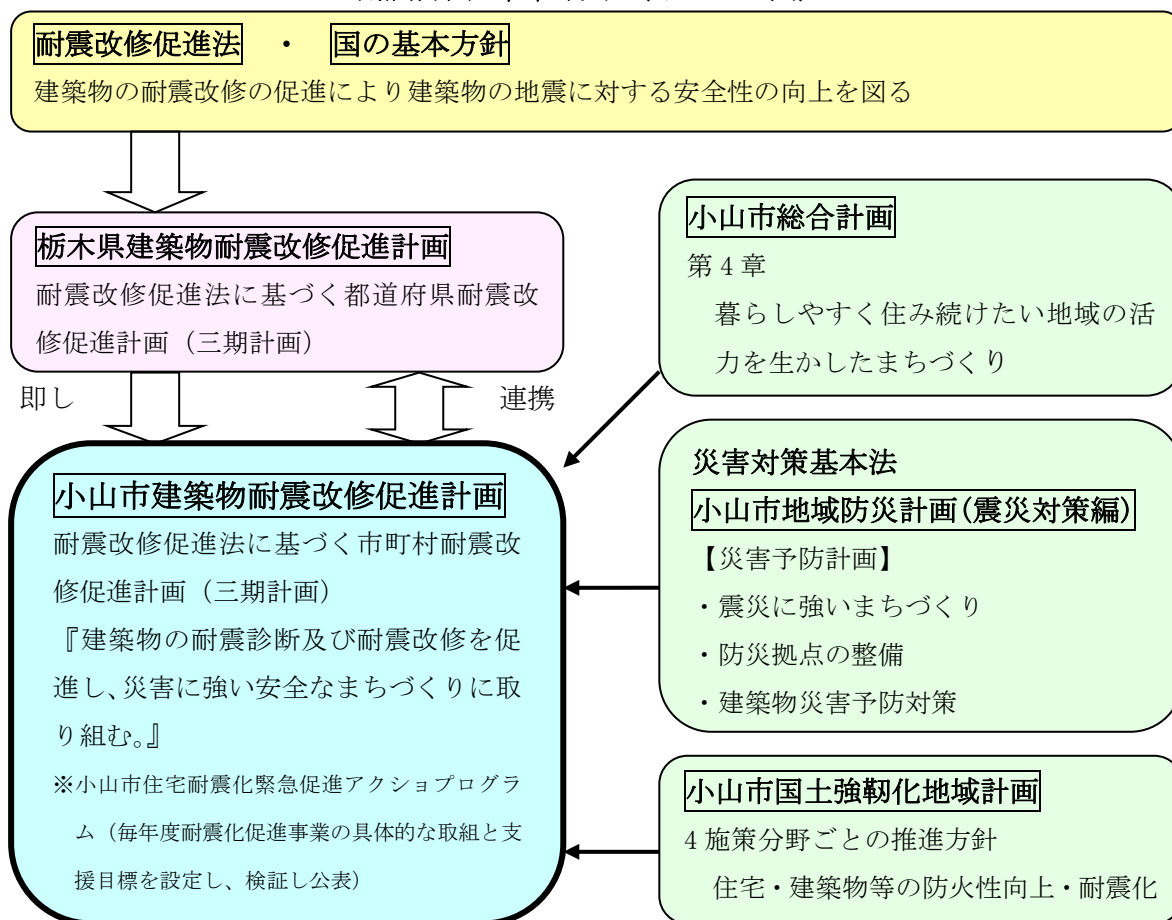 耐震改修促進法 ・ 国の基本方針
建築物の耐震改修の促進により建築物の地震に対する安全性の向上を図る
栃木県建築物耐震改修促進計画
耐震改修促進法に基づく都道府県耐震改
修促進計画（三期計画）
即し
連携
小山市建築物耐震改修促進計画
耐震改修促進法に基づく市町村耐震改
修促進計画（三期計画）
『建築物の耐震診断及び耐震改修を促
進し、災害に強い安全なまちづくりに取
り組む。』
※小山市住宅耐震化緊急促進アクショプログラ
ム（毎年度耐震化促進事業の具体的な取組と支
援目標を設定し、検証し公表）
小山市総合計画
第４章
暮らしやすく住み続けたい地域の活
力を生かしたまちづくり
災害対策基本法
小山市地域防災計画(震災対策編)
【災害予防計画】
・震災に強いまちづくり
・防災拠点の整備
・建築物災害予防対策
小山市国土強靭化地域計画
4 施策分野ごとの推進方針
住宅・建築物等の防火性向上・耐震化